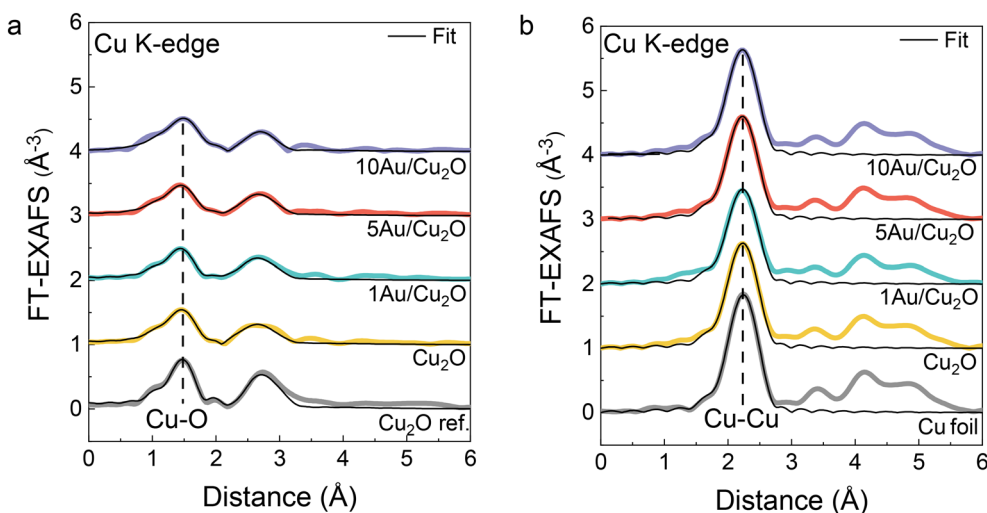 a
Cu K-edge
Fit
FT-EXAFS (Å⁻³)
6
5
4
3
2
1
0
10Au/Cu₂O
5Au/Cu₂O
1Au/Cu₂O
Cu₂O
Cu-O
Cu₂O ref.
0 1 2 3 4 5 6
Distance (Å)
b
Cu K-edge
Fit
FT-EXAFS (Å⁻³)
6
5
4
3
2
1
0
10Au/Cu₂O
5Au/Cu₂O
1Au/Cu₂O
Cu₂O
Cu-Cu
Cu foil
0 1 2 3 4 5 6
Distance (Å)